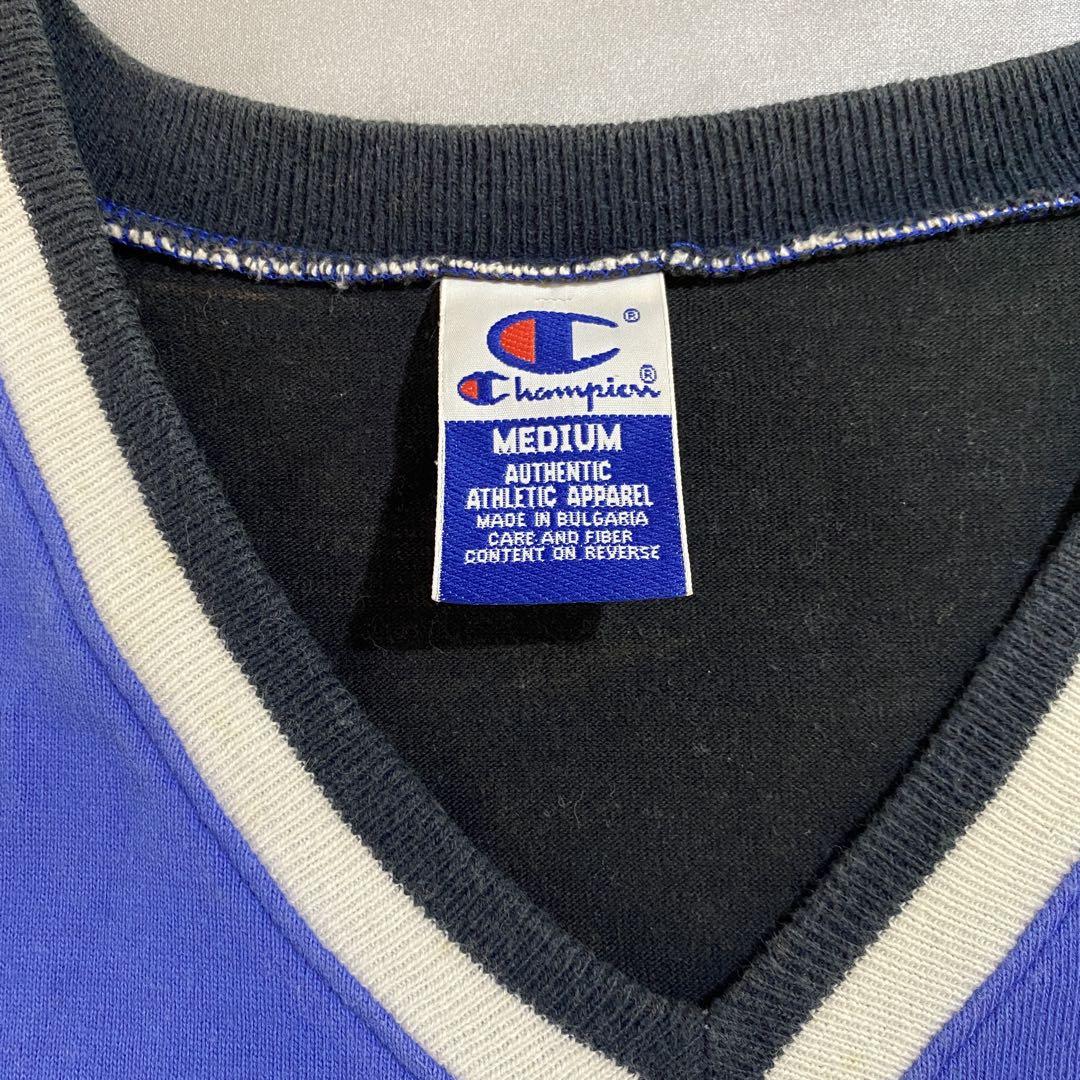 ®
Champion®
MEDIUM
AUTHENTIC
ATHLETIC APPAREL
MADE IN BULGARIA
CARE AND FIBER
CONTENT ON REVERSE